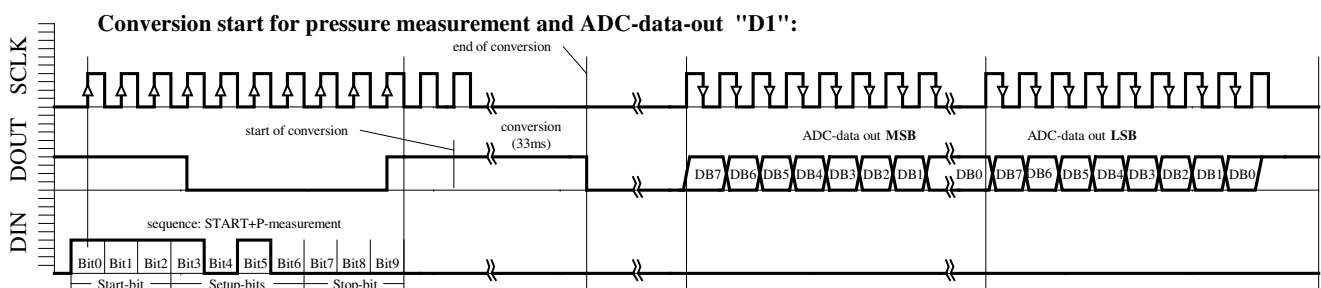 Conversion start for pressure measurement and ADC-data-out "D1":
end of conversion
SCLK
start of conversion
conversion
(33ms)
ADC-data out MSB
ADC-data out LSB
DOUT
DB7 DB6 DB5 DB4 DB3 DB2 DB1 DB0 DB7 DB6 DB5 DB4 DB3 DB2 DB1 DB0
sequence: START+P-measurement
DIN
Bit0 Bit1 Bit2 Bit3 Bit4 Bit5 Bit6 Bit7 Bit8 Bit9
Start-bit Setup-bits Stop-bit